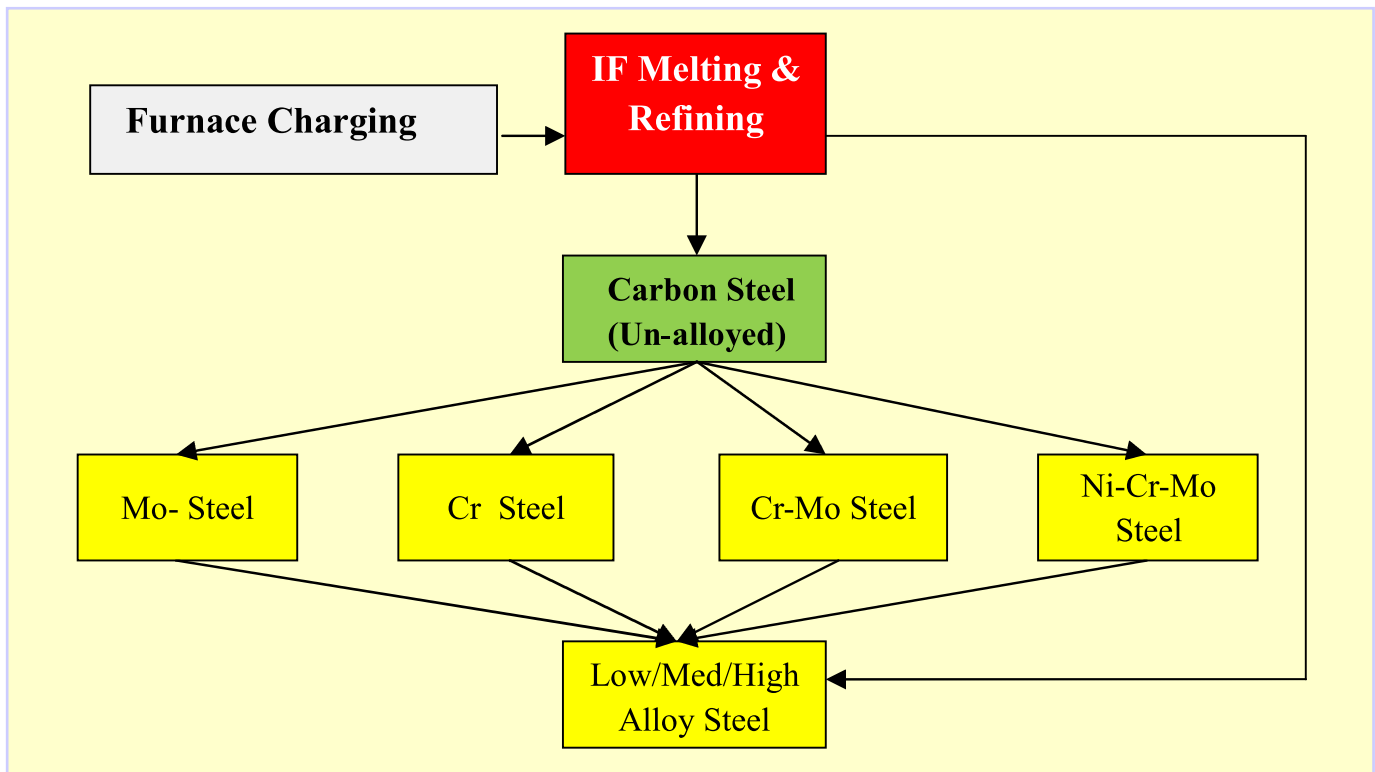 IF Melting &
Refining
Furnace Charging
Carbon Steel
(Un-alloyed)
Mo- Steel
Cr  Steel
Cr-Mo Steel
Ni-Cr-Mo
Steel
Low/Med/High
Alloy Steel